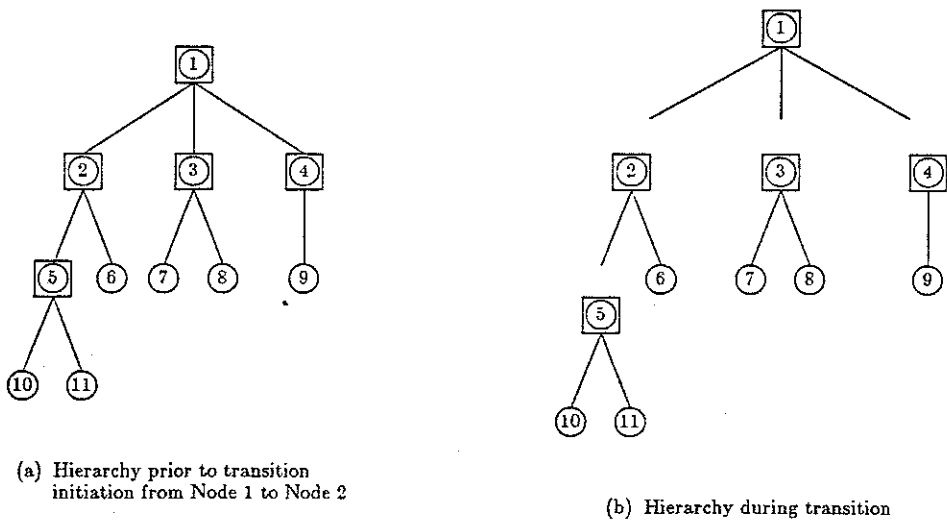 1
2 3 4
5 6 7 8 9
10 11
(a) Hierarchy prior to transition
initiation from Node 1 to Node 2
1
2 3 4
6 7 8 9
5
10 11
(b) Hierarchy during transition